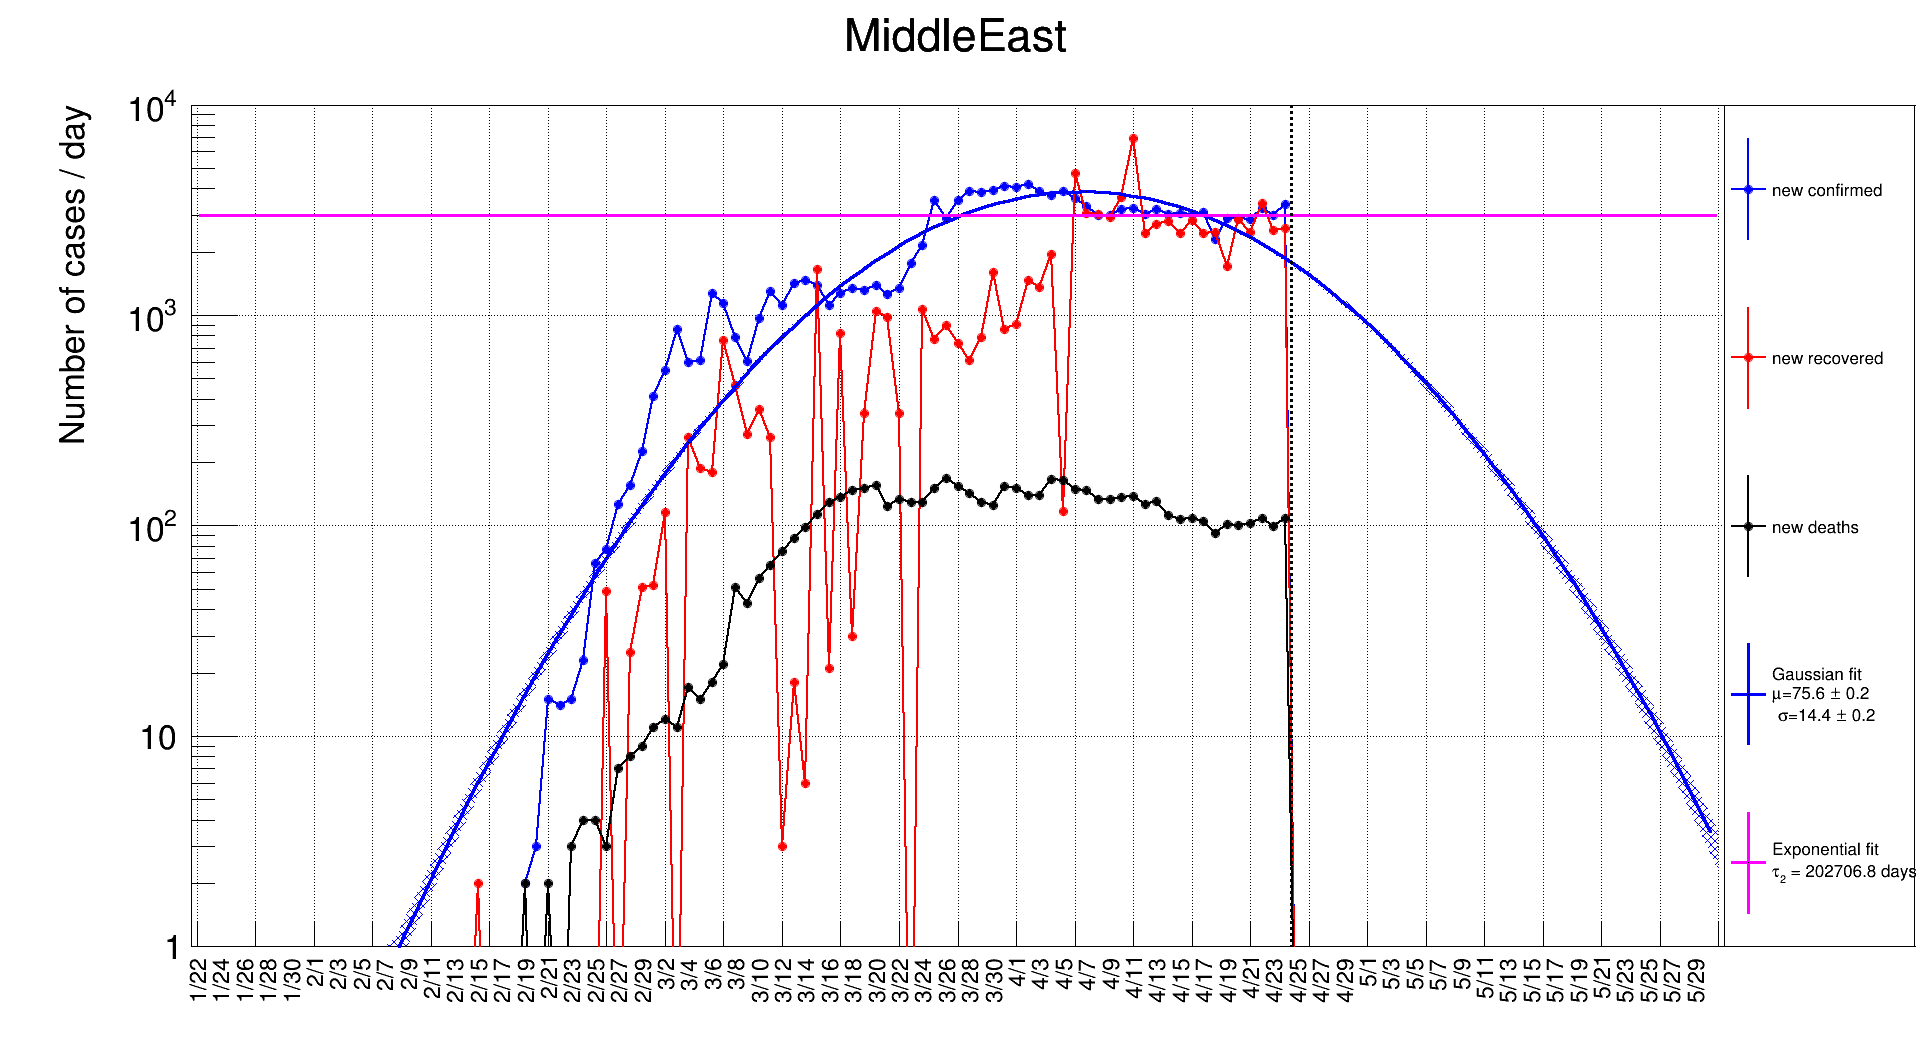 MiddleEast
Number of cases / day
10⁴
10³
10²
10
1
1/22 1/24 1/26 1/28 1/30 2/1 2/3 2/5 2/7 2/9 2/11 2/13 2/15 2/17 2/19 2/21 2/23 2/25 2/27 2/29 3/2 3/4 3/6 3/8 3/10 3/12 3/14 3/16 3/18 3/20 3/22 3/24 3/26 3/28 3/30 4/1 4/3 4/5 4/7 4/9 4/11 4/13 4/15 4/17 4/19 4/21 4/23 4/25 4/27 4/29 5/1 5/3 5/5 5/7 5/9 5/11 5/13 5/15 5/17 5/19 5/21 5/23 5/25 5/27 5/29
new confirmed
new recovered
new deaths
Gaussian fit
μ=75.6 ± 0.2
σ=14.4 ± 0.2
Exponential fit
τ₂ = 202706.8 days